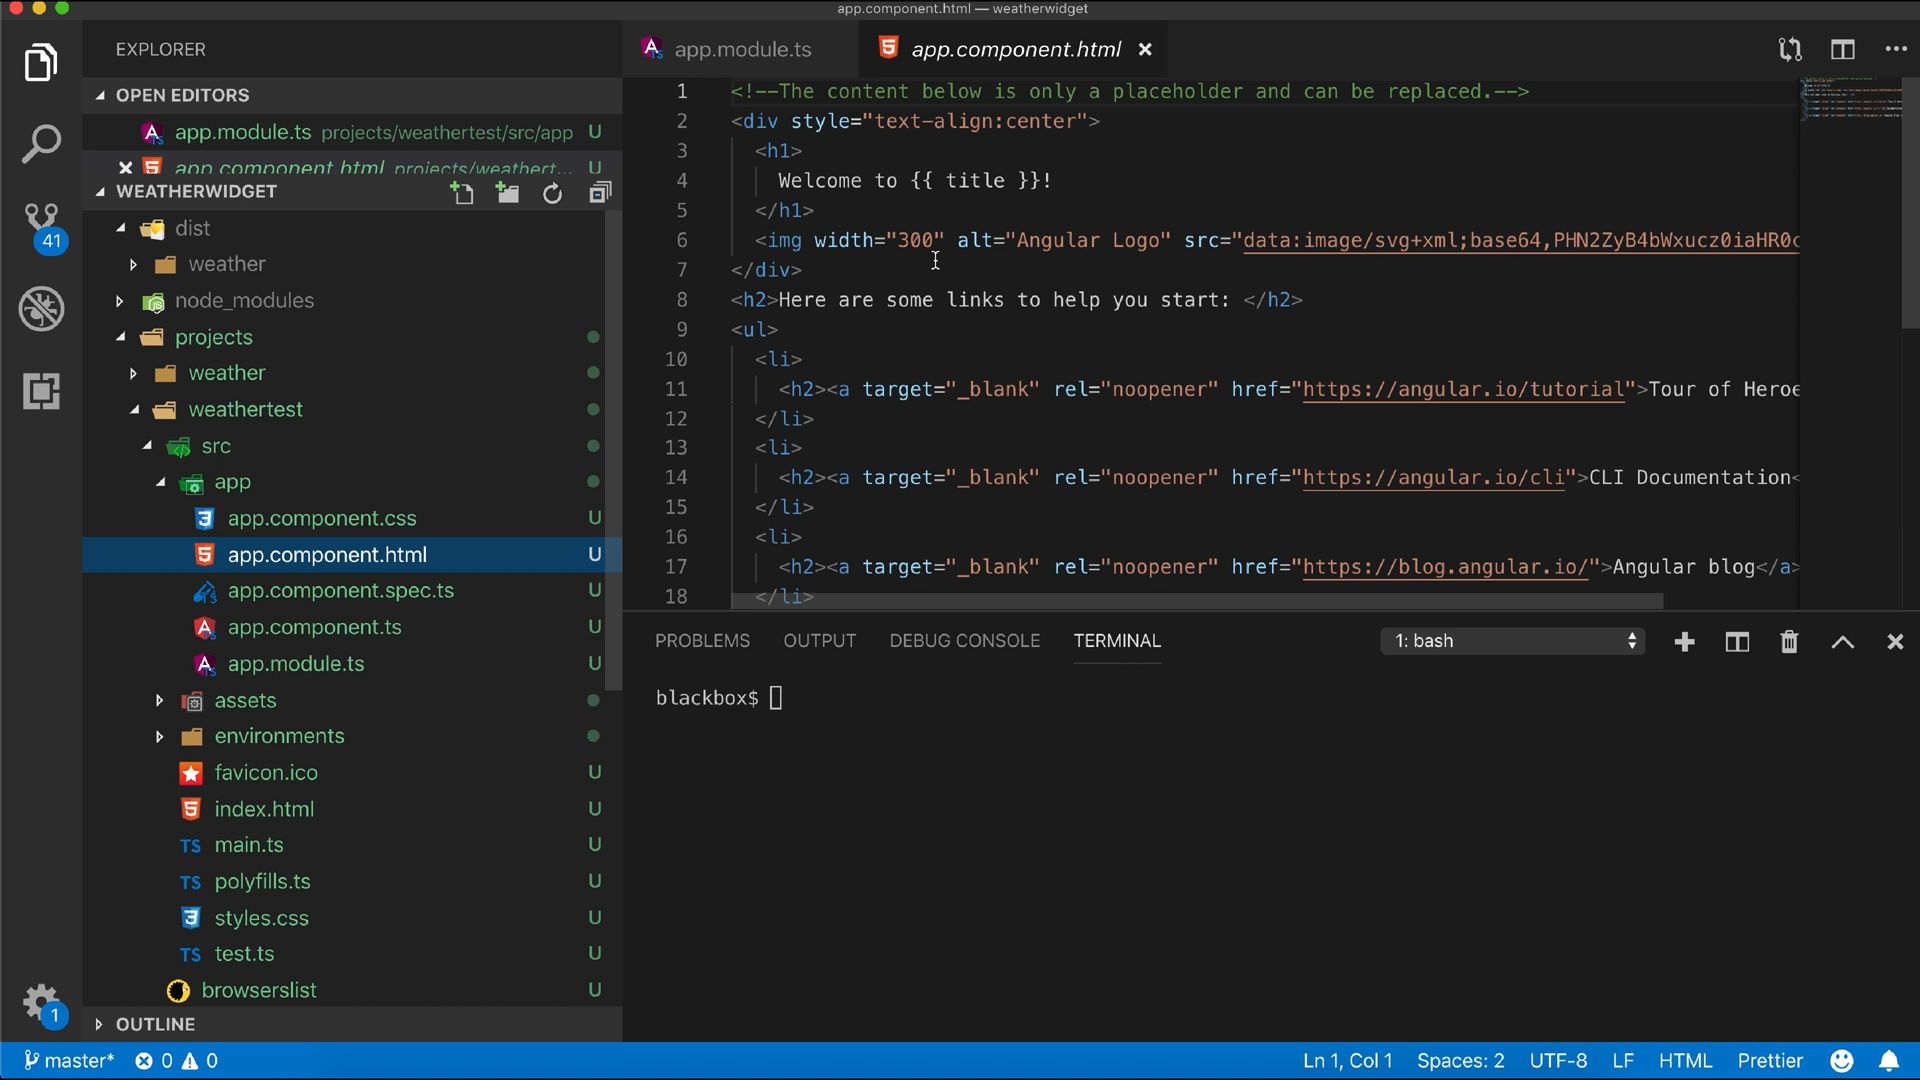 app.component.html — weatherwidget
EXPLORER
OPEN EDITORS
app.module.ts projects/weathertest/src/app U
app.component.html projects/weathert... U
WEATHERWIDGET
dist
weather
node_modules
projects
weather
weathertest
src
app
app.component.css U
app.component.html U
app.component.spec.ts U
app.component.ts U
app.module.ts U
assets
environments
favicon.ico U
index.html U
TS main.ts U
TS polyfills.ts U
styles.css U
TS test.ts U
browserslist U
OUTLINE
41
1
app.module.ts
app.component.html
1 <!--The content below is only a placeholder and can be replaced.-->
2 <div style="text-align:center">
3 <h1>
4 Welcome to {{ title }}!
5 </h1>
6 <img width="300" alt="Angular Logo" src="data:image/svg+xml;base64,PHN2ZyB4bWxucz0iaHR0c
7 </div>
8 <h2>Here are some links to help you start: </h2>
9 <ul>
10 <li>
11 <h2><a target="_blank" rel="noopener" href="https://angular.io/tutorial">Tour of Heroe
12 </li>
13 <li>
14 <h2><a target="_blank" rel="noopener" href="https://angular.io/cli">CLI Documentation<
15 </li>
16 <li>
17 <h2><a target="_blank" rel="noopener" href="https://blog.angular.io/">Angular blog</a>
18 </li>
PROBLEMS OUTPUT DEBUG CONSOLE TERMINAL 1: bash
blackbox$
master* 0 0 Ln 1, Col 1 Spaces: 2 UTF-8 LF HTML Prettier